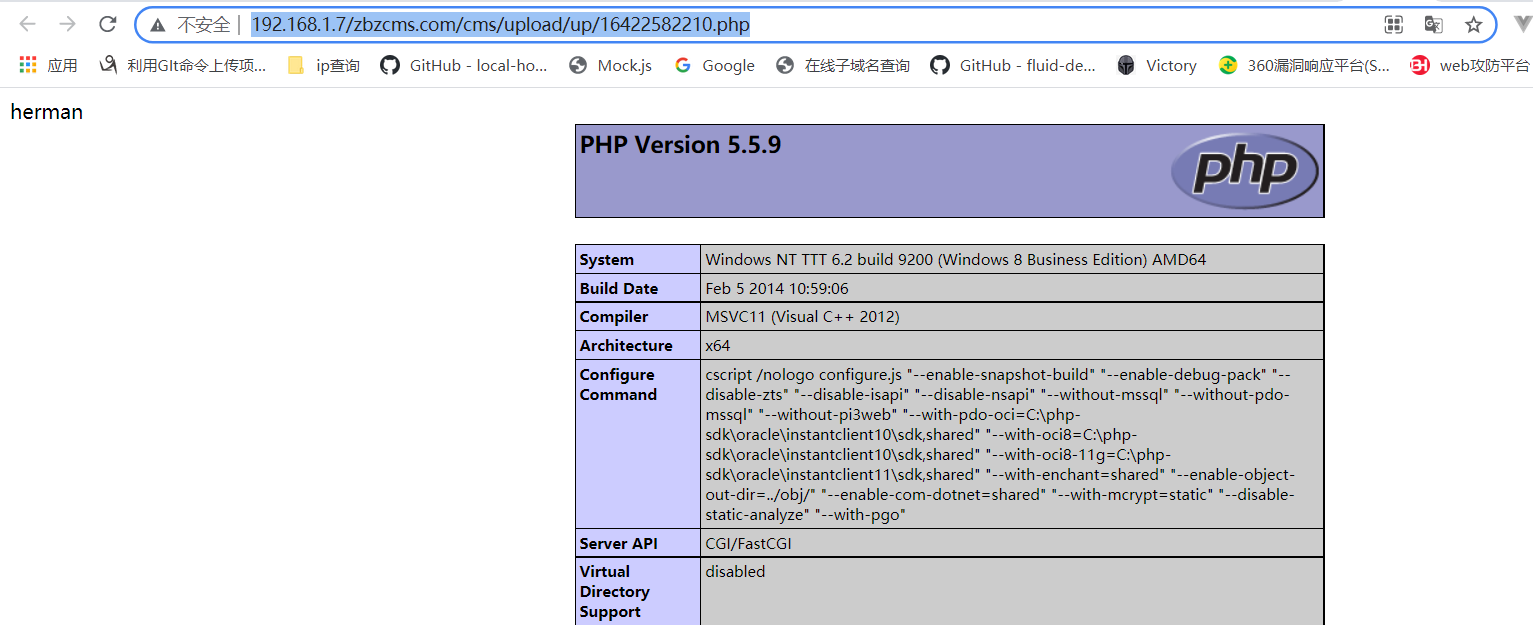 不安全 | 192.168.1.7/zbzcms.com/cms/upload/up/16422582210.php
应用 利用GIt命令上传项... ip查询 GitHub - local-ho... Mock.js Google 在线子域名查询 GitHub - fluid-de... Victory 360漏洞响应平台(S... web攻防平台
herman
PHP Version 5.5.9
php
System Windows NT TTT 6.2 build 9200 (Windows 8 Business Edition) AMD64
Build Date Feb 5 2014 10:59:06
Compiler MSVC11 (Visual C++ 2012)
Architecture x64
Configure cscript /nologo configure.js "--enable-snapshot-build" "--enable-debug-pack" "--
Command disable-zts" "--disable-isapi" "--disable-nsapi" "--without-mssql" "--without-pdo-
mssql" "--without-pi3web" "--with-pdo-oci=C:\php-
sdk\oracle\instantclient10\sdk,shared" "--with-oci8=C:\php-
sdk\oracle\instantclient10\sdk,shared" "--with-oci8-11g=C:\php-
sdk\oracle\instantclient11\sdk,shared" "--with-enchant=shared" "--enable-object-
out-dir=../obj/" "--enable-com-dotnet=shared" "--with-mcrypt=static" "--disable-
static-analyze" "--with-pgo"
Server API CGI/FastCGI
Virtual disabled
Directory
Support